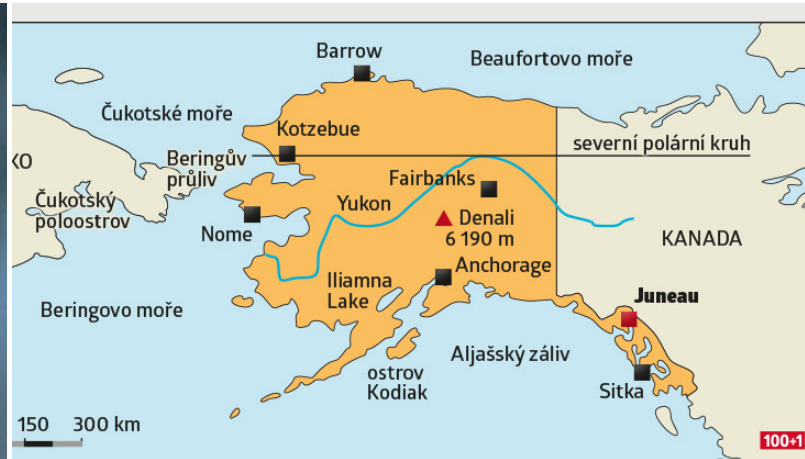 Barrow
Beaufortovo moře
Čukotské moře
Kotzebue
severní polární kruh
KO
Beringův
průliv
Fairbanks
Čukotský
poloostrov
Yukon
Denali
6 190 m
Nome
KANADA
Anchorage
Iliamna
Lake
Juneau
Beringovo moře
Aljašský záliv
ostrov
Kodiak
Sitka
150 300 km
100+1